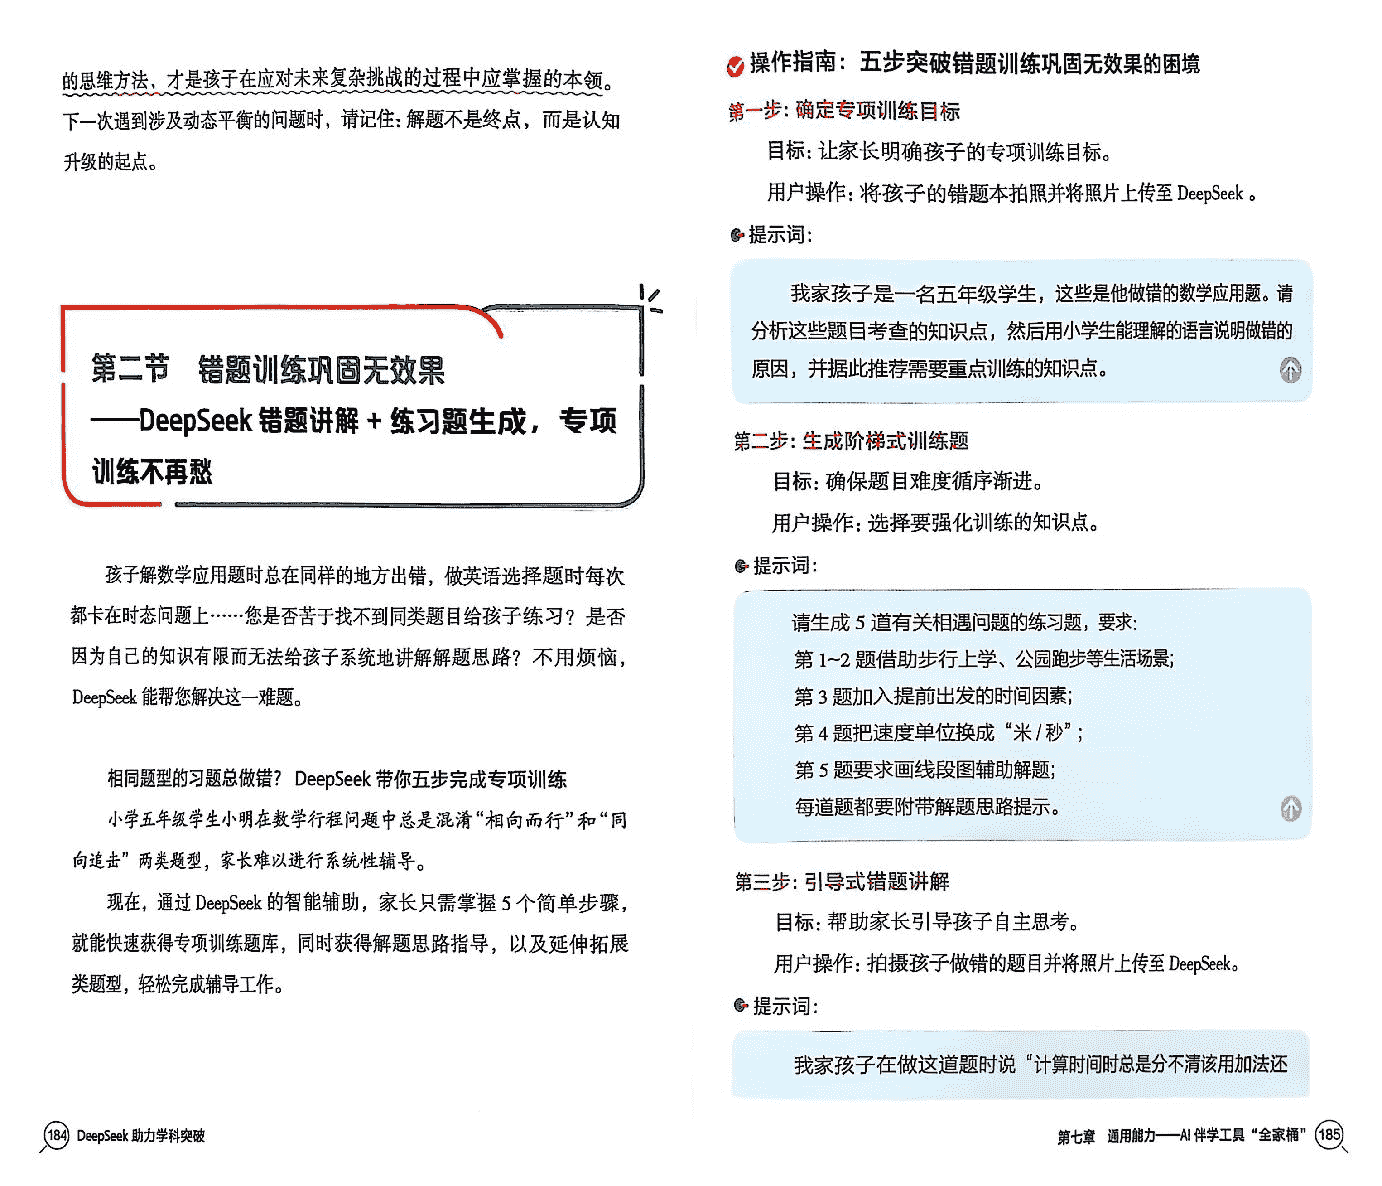 的思维方法，才是孩子在应对未来复杂挑战的过程中应掌握的本领。
下一次遇到涉及动态平衡的问题时，请记住：解题不是终点，而是认知
升级的起点。
第二节 错题训练巩固无效果
——DeepSeek 错题讲解 + 练习题生成，专项
训练不再愁
孩子解数学应用题时总在同样的地方出错，做英语选择题时每次
都卡在时态问题上……您是否苦于找不到同类题目给孩子练习？是否
因为自己的知识有限而无法给孩子系统地讲解解题思路？不用烦恼，
DeepSeek 能帮您解决这一难题。
相同题型的习题总做错？ DeepSeek 带你五步完成专项训练
小学五年级学生小明在数学行程问题中总是混淆“相向而行”和“同
向追击”两类题型，家长难以进行系统性辅导。
现在，通过 DeepSeek 的智能辅助，家长只需掌握 5 个简单步骤，
就能快速获得专项训练题库，同时获得解题思路指导，以及延伸拓展
类题型，轻松完成辅导工作。
184 DeepSeek 助力学科突破
操作指南：五步突破错题训练巩固无效果的困境
第一步：确定专项训练目标
目标：让家长明确孩子的专项训练目标。
用户操作：将孩子的错题本拍照并将照片上传至 DeepSeek 。
提示词：
我家孩子是一名五年级学生，这些是他做错的数学应用题。请
分析这些题目考查的知识点，然后用小学生能理解的语言说明做错的
原因，并据此推荐需要重点训练的知识点。
第二步：生成阶梯式训练题
目标：确保题目难度循序渐进。
用户操作：选择要强化训练的知识点。
提示词：
请生成 5 道有关相遇问题的练习题，要求：
第 1~2 题借助步行上学、公园跑步等生活场景；
第 3 题加入提前出发的时间因素；
第 4 题把速度单位换成“米 / 秒”；
第 5 题要求画线段图辅助解题；
每道题都要附带解题思路提示。
第三步：引导式错题讲解
目标：帮助家长引导孩子自主思考。
用户操作：拍摄孩子做错的题目并将照片上传至 DeepSeek。
提示词：
我家孩子在做这道题时说“计算时间时总是分不清该用加法还
第七章 通用能力——AI 伴学工具“全家桶” 185